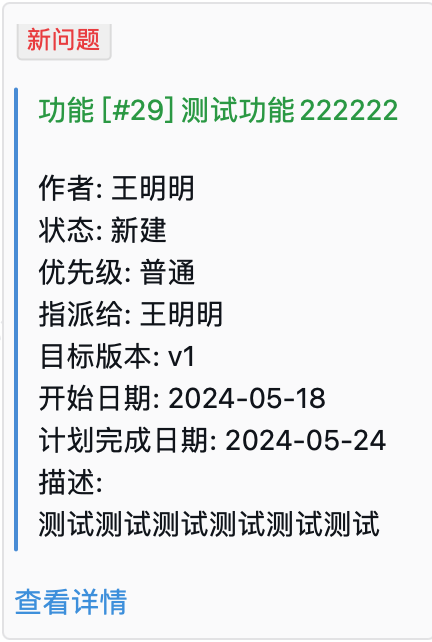 新问题
功能 [#29] 测试功能 222222
作者: 王明明
状态: 新建
优先级: 普通
指派给: 王明明
目标版本: v1
开始日期: 2024-05-18
计划完成日期: 2024-05-24
描述:
测试测试测试测试测试测试
查看详情